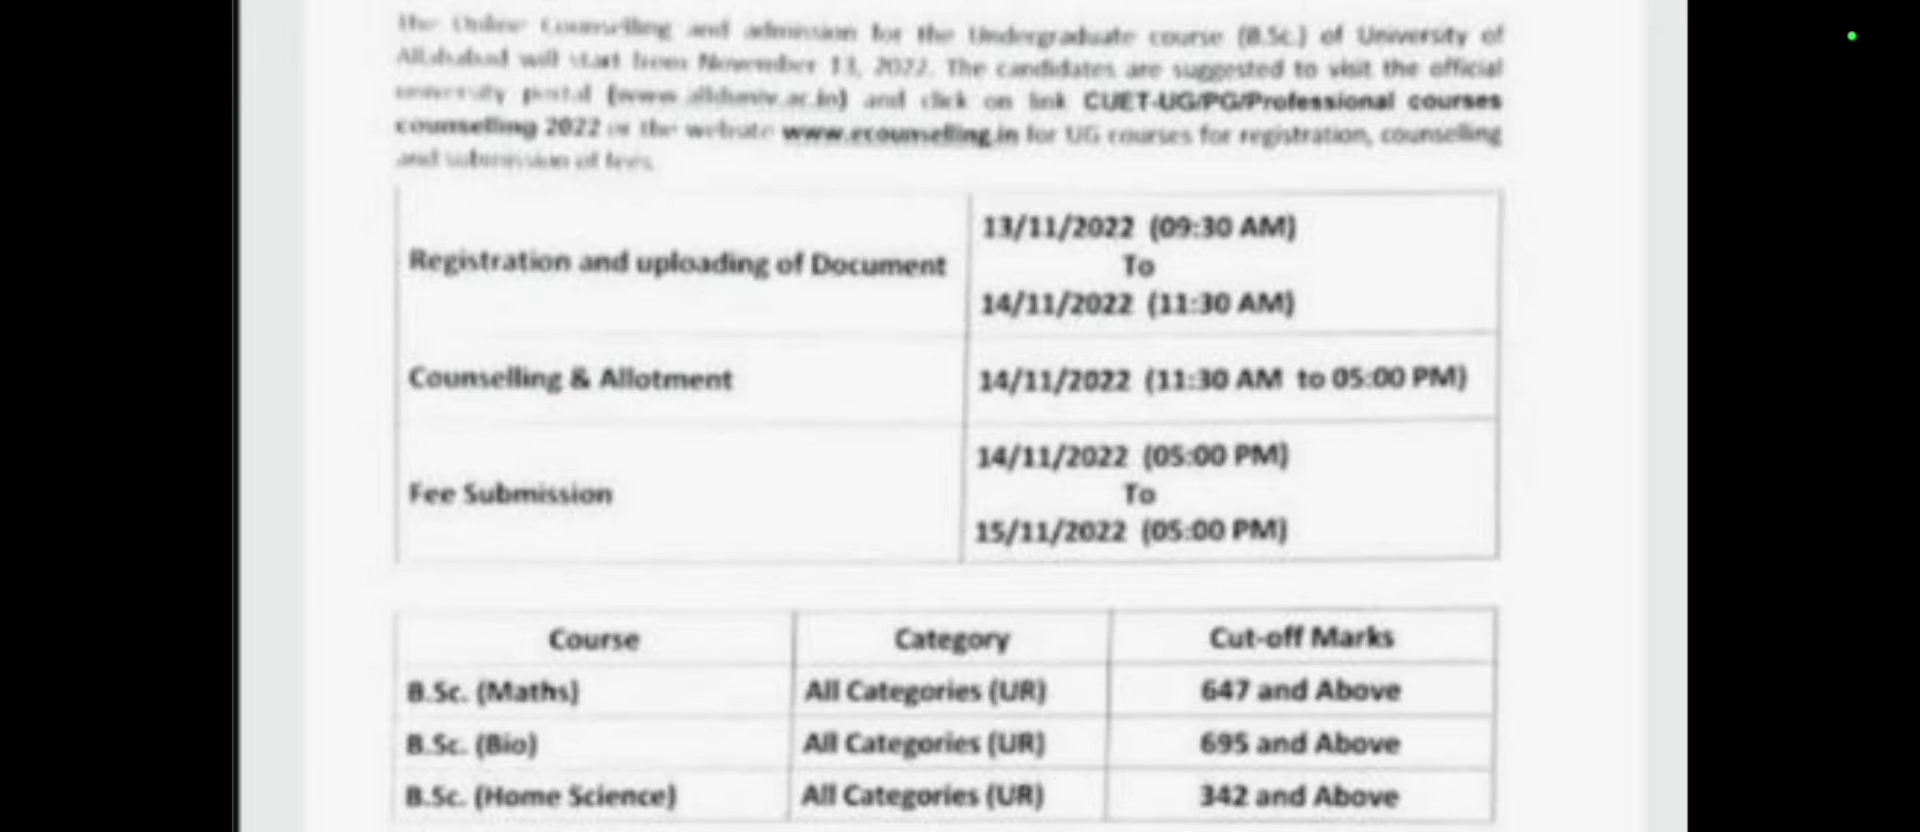 The Online Counselling and admission for the Undergraduate course (B.Sc.) of University of
Allahabad will start from November 13, 2022. The candidates are suggested to visit the official
university portal (www.allduniv.ac.in) and click on link CUET-UG/PG/Professional courses
counselling 2022 or the website www.ecounselling.in for UG courses for registration, counselling
and submission of fees.
Registration and uploading of Document
13/11/2022 (09:30 AM)
To
14/11/2022 (11:30 AM)
Counselling & Allotment
14/11/2022 (11:30 AM to 05:00 PM)
Fee Submission
14/11/2022 (05:00 PM)
To
15/11/2022 (05:00 PM)
Course Category Cut-off Marks
B.Sc. (Maths) All Categories (UR) 647 and Above
B.Sc. (Bio) All Categories (UR) 695 and Above
B.Sc. (Home Science) All Categories (UR) 342 and Above